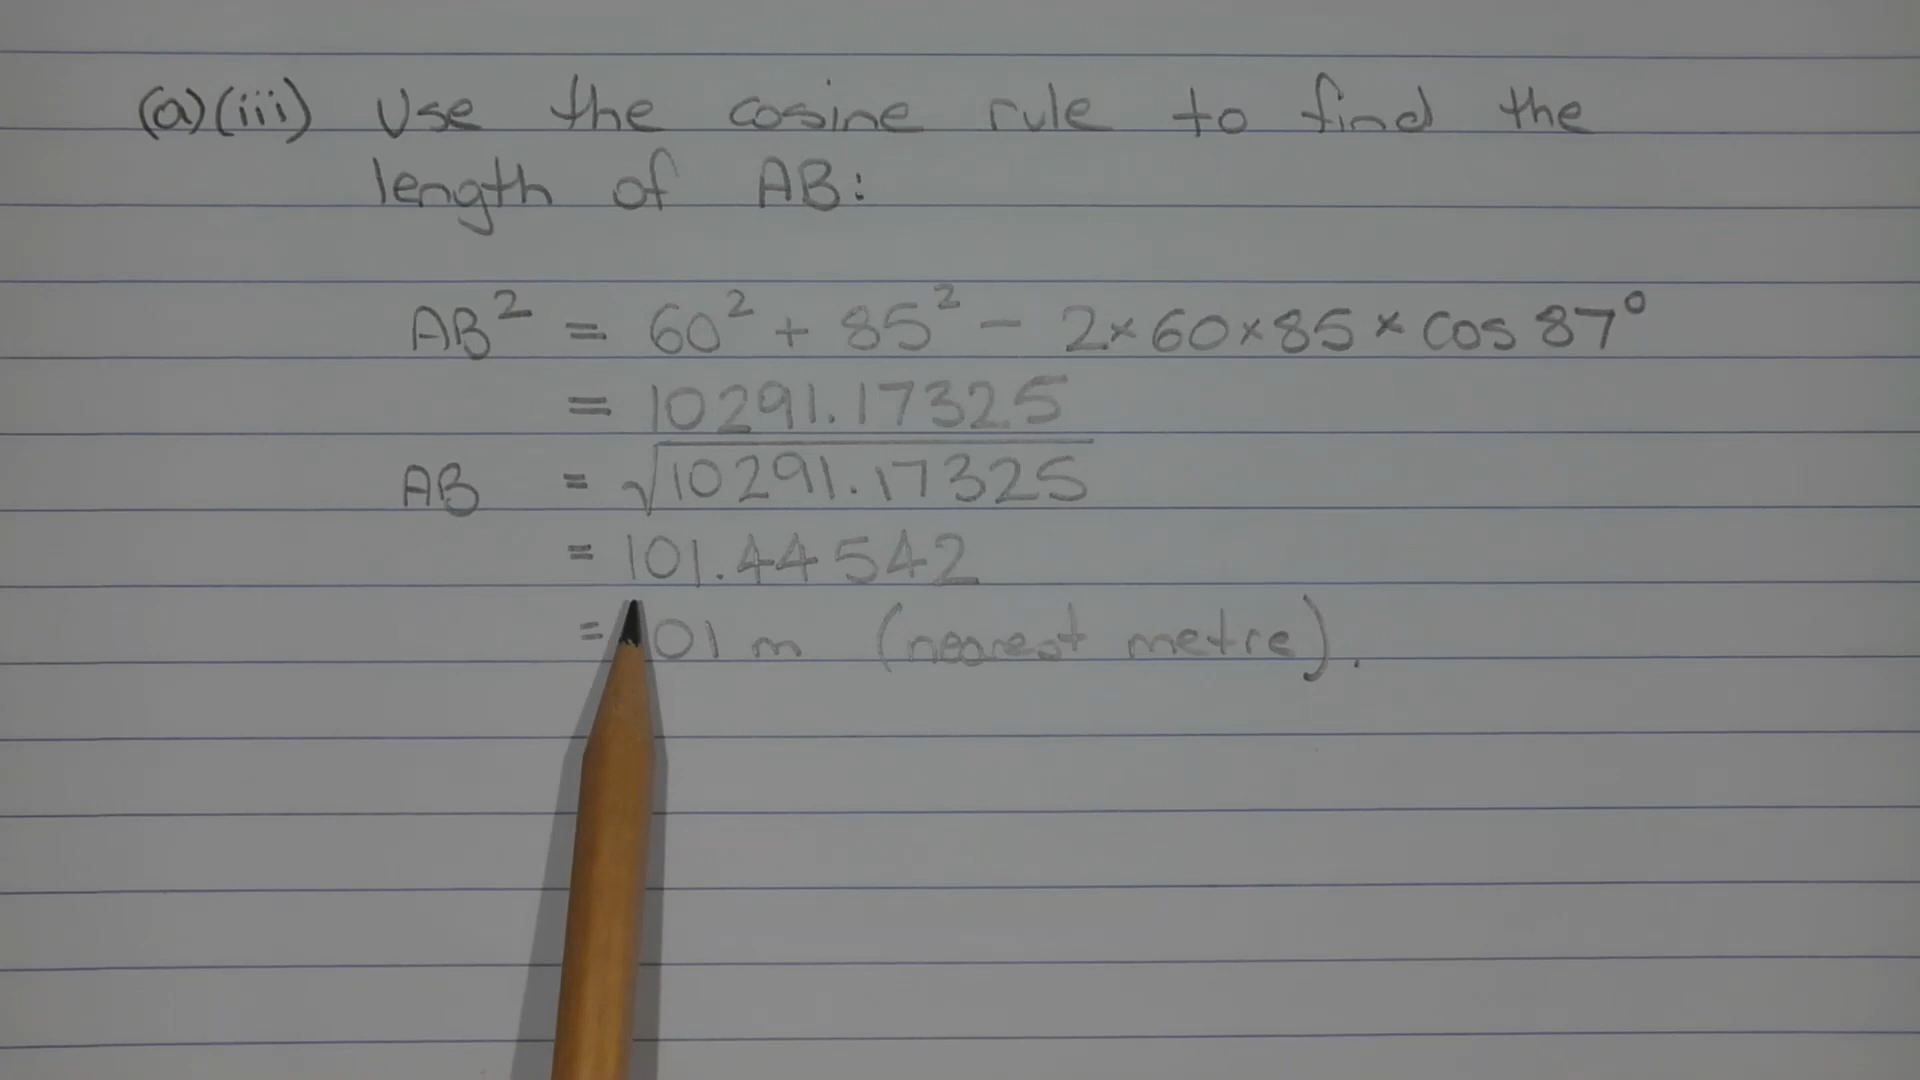 (a)(iii) Use the cosine rule to find the
length of AB:
AB² = 60² + 85² - 2×60×85×cos 87°
= 10291.17325
AB = √10291.17325
= 101.44542
= 01 m (nearest metre).